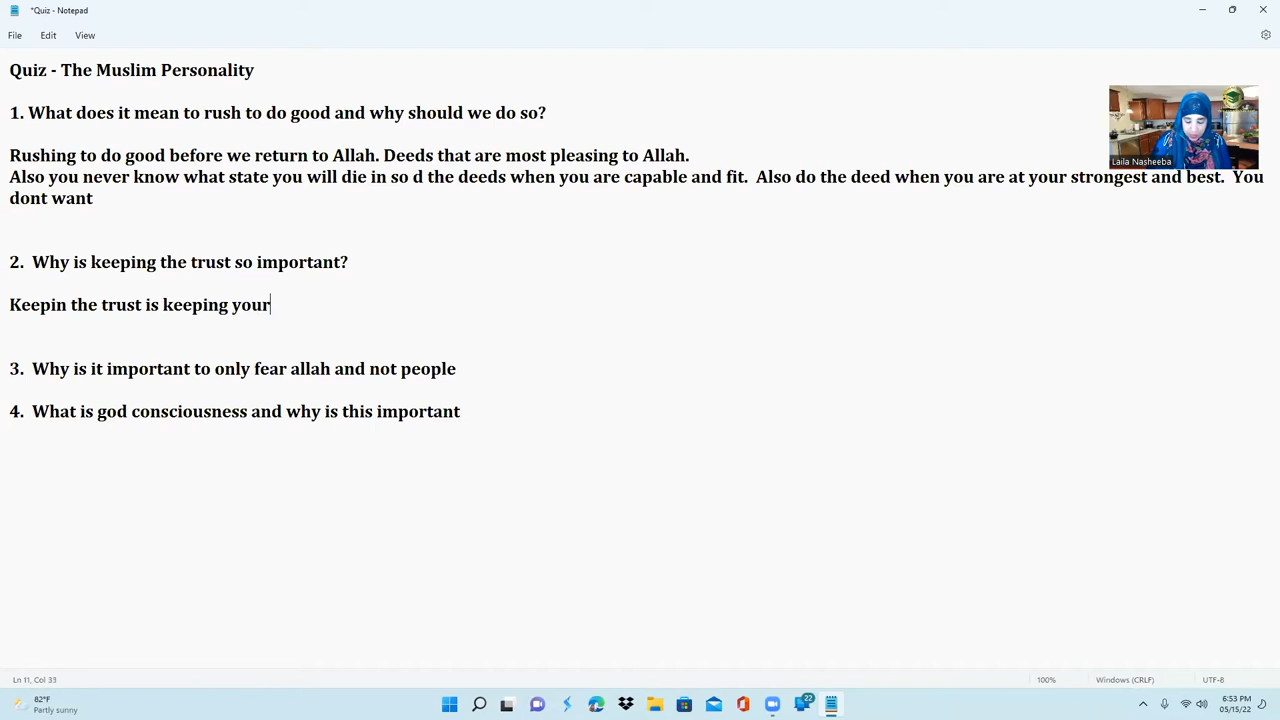 *Quiz - Notepad
File Edit View
Quiz - The Muslim Personality
1. What does it mean to rush to do good and why should we do so?
Rushing to do good before we return to Allah. Deeds that are most pleasing to Allah.
Also you never know what state you will die in so d the deeds when you are capable and fit.  Also do the deed when you are at your strongest and best.  You
dont want
Laila Nasheeba
2.  Why is keeping the trust so important?
Keepin the trust is keeping your
3.  Why is it important to only fear allah and not people
4.  What is god consciousness and why is this important
Ln 11, Col 33 100% Windows (CRLF) UTF-8
82°F
Partly sunny
22
6:53 PM
05/15/22